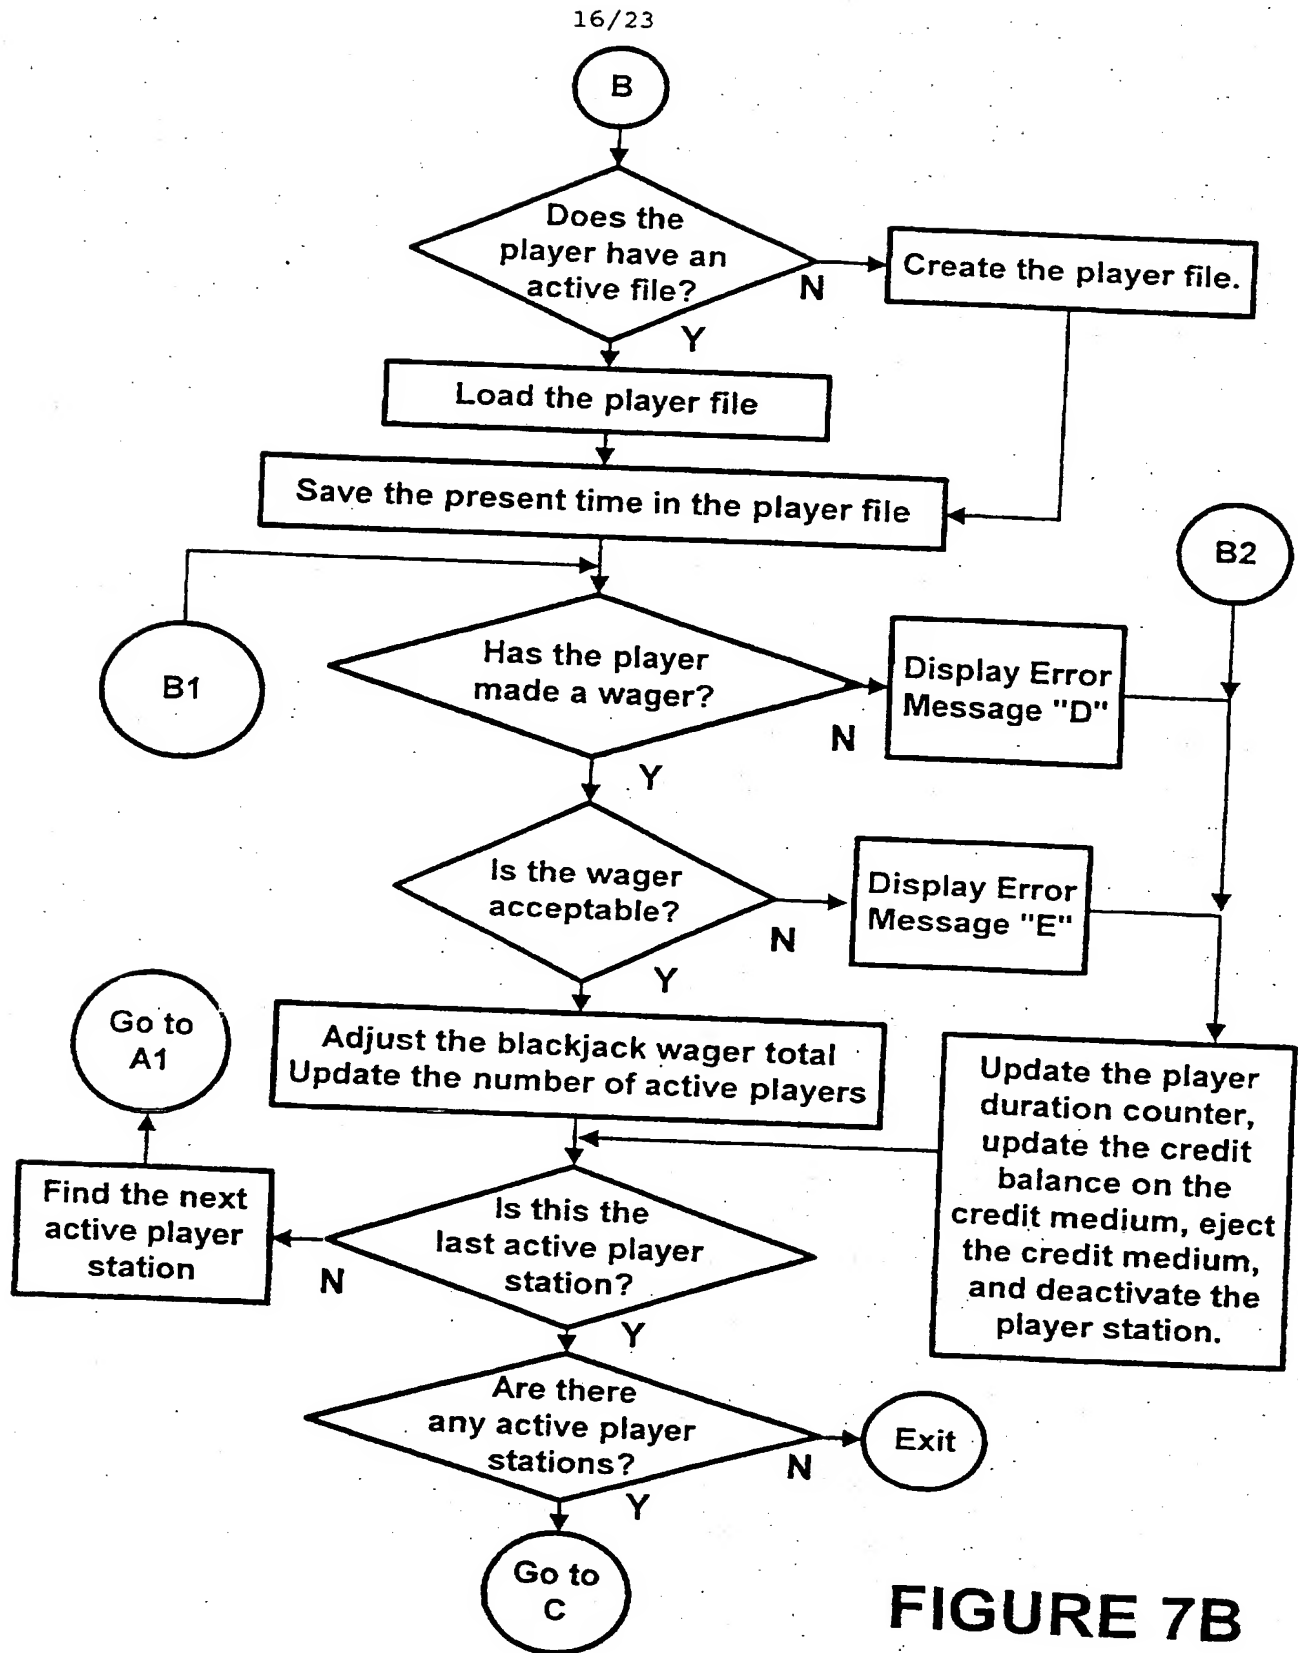 16/23
B
Does the
player have an
active file?
N
Create the player file.
Y
Load the player file
Save the present time in the player file
B2
B1
Has the player
made a wager?
N
Display Error
Message "D"
Y
Is the wager
acceptable?
N
Display Error
Message "E"
Y
Go to
A1
Adjust the blackjack wager total
Update the number of active players
Update the player
duration counter,
update the credit
balance on the
credit medium, eject
the credit medium,
and deactivate the
player station.
Find the next
active player
station
Is this the
last active player
station?
N
Y
Are there
any active player
stations?
N
Exit
Y
Go to
C
FIGURE 7B